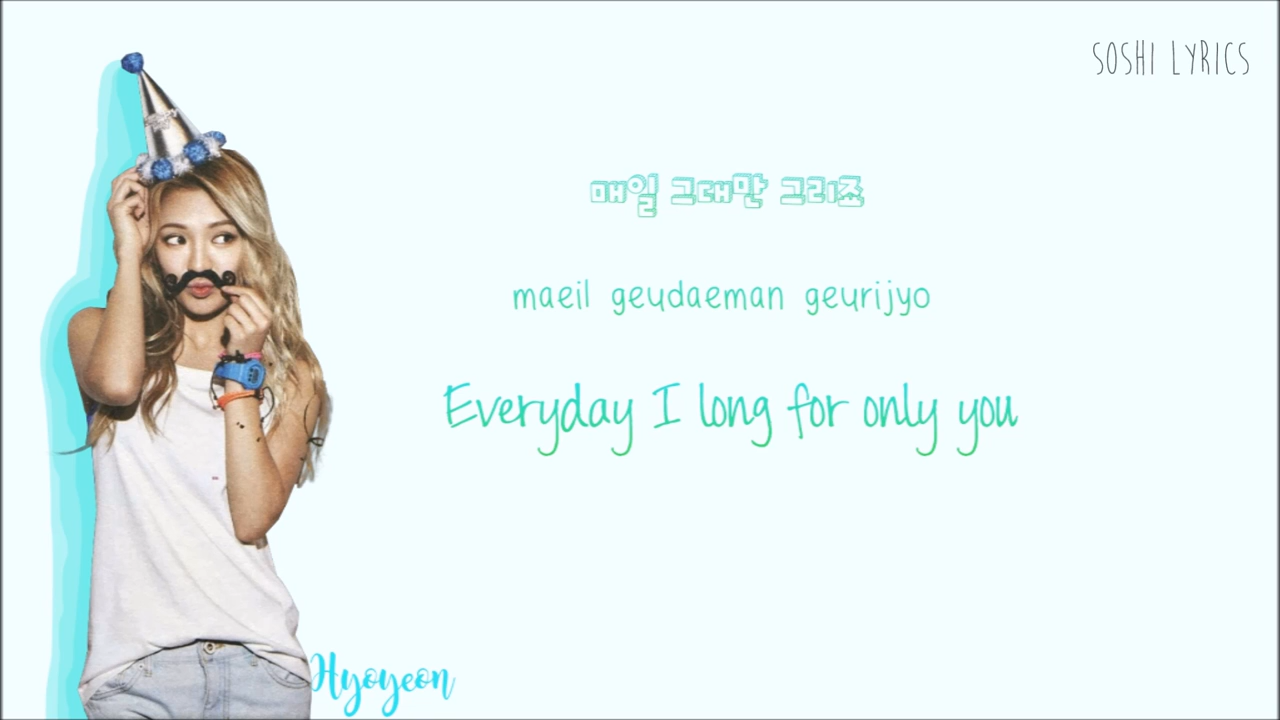 SOSHI LYRICS
매일 그대만 그리죠
maeil geudaeman geurijyo
Everyday I long for only you
Hyoyeon